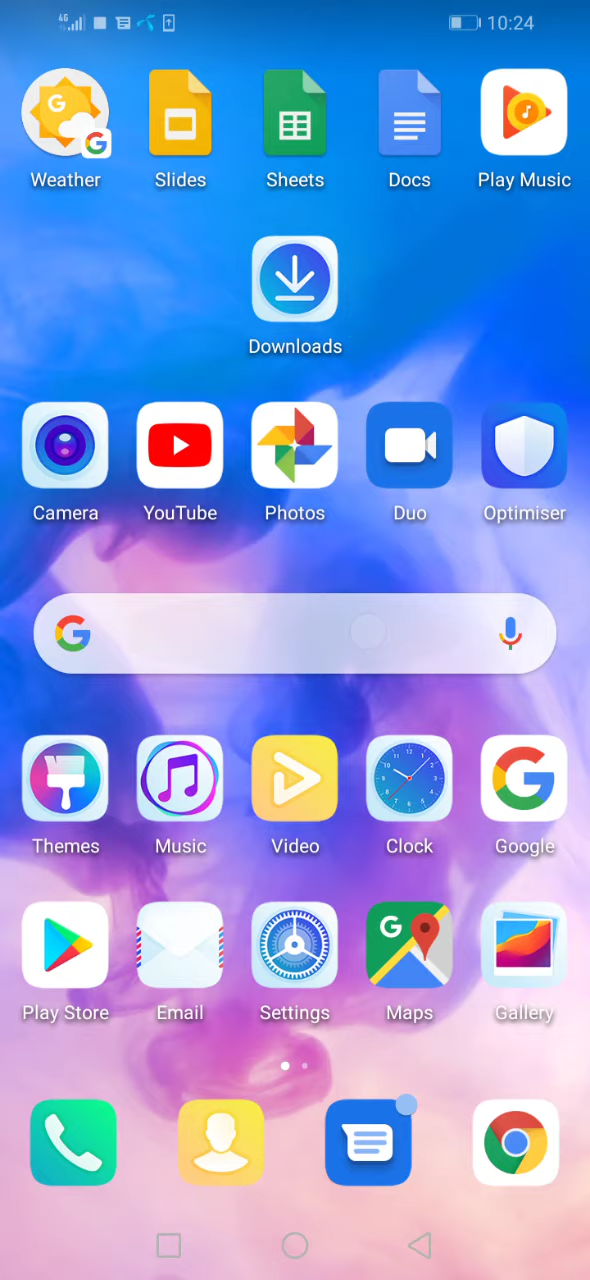 4G 10:24
Weather Slides Sheets Docs Play Music
Downloads
Camera YouTube Photos Duo Optimiser
Themes Music Video Clock Google
Play Store Email Settings Maps Gallery